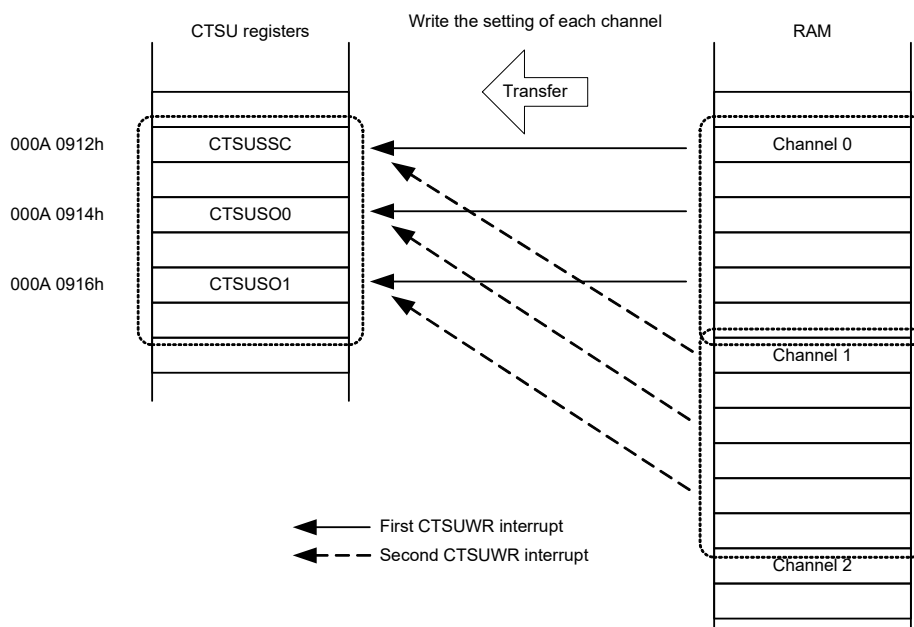 Write the setting of each channel
CTSU registers
RAM
Transfer
000A 0912h
CTSUSSC
Channel 0
000A 0914h
CTSUSO0
000A 0916h
CTSUSO1
Channel 1
First CTSUWR interrupt
Second CTSUWR interrupt
Channel 2